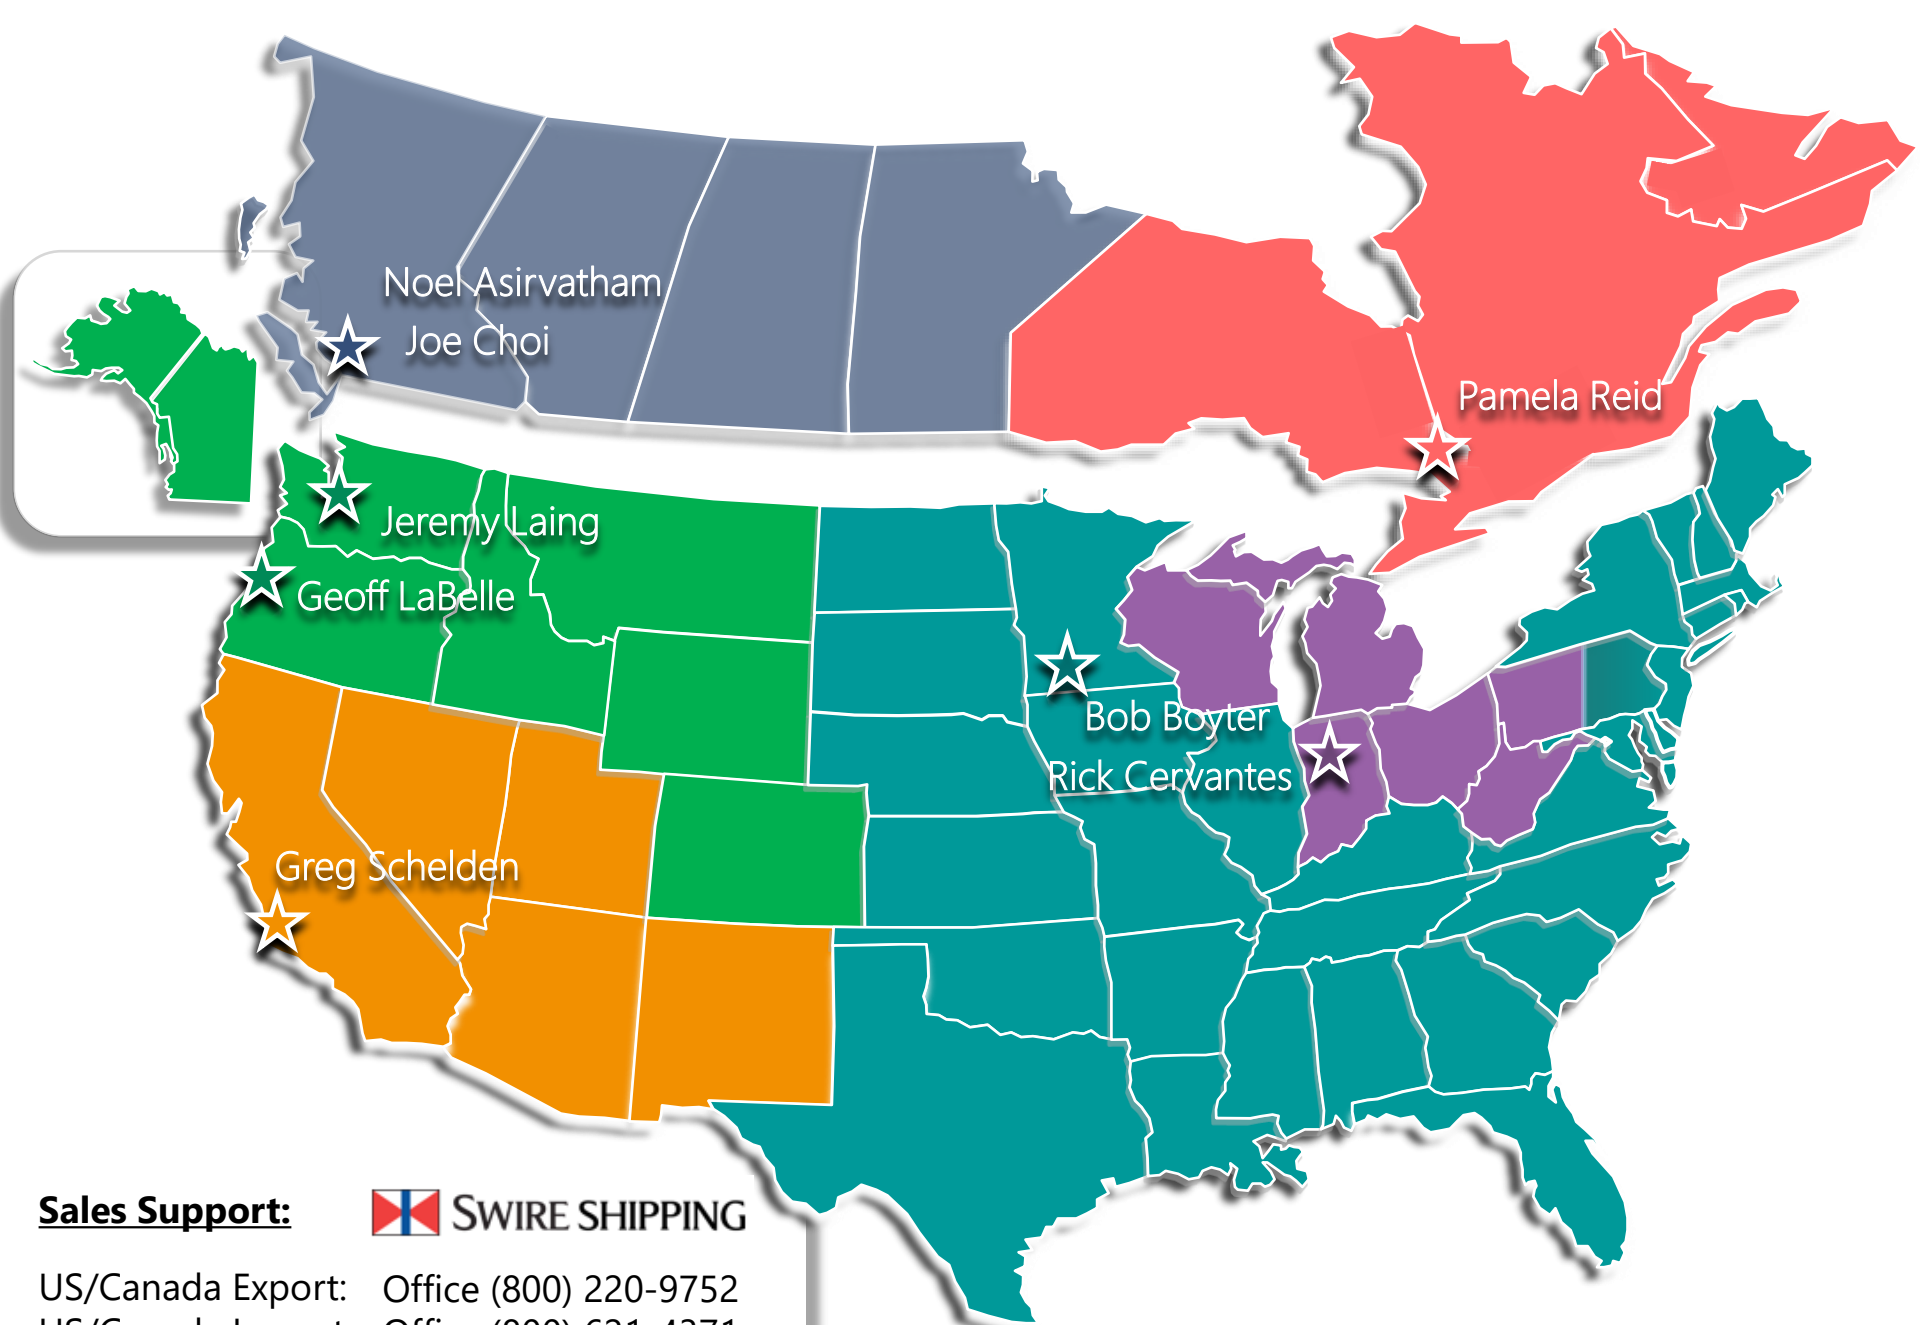 Noel Asirvatham
Joe Choi
Pamela Reid
Jeremy Laing
Geoff LaBelle
Bob Boyter
Rick Cervantes
Greg Schelden
Sales Support:
SWIRE SHIPPING
US/Canada Export: Office (800) 220-9752